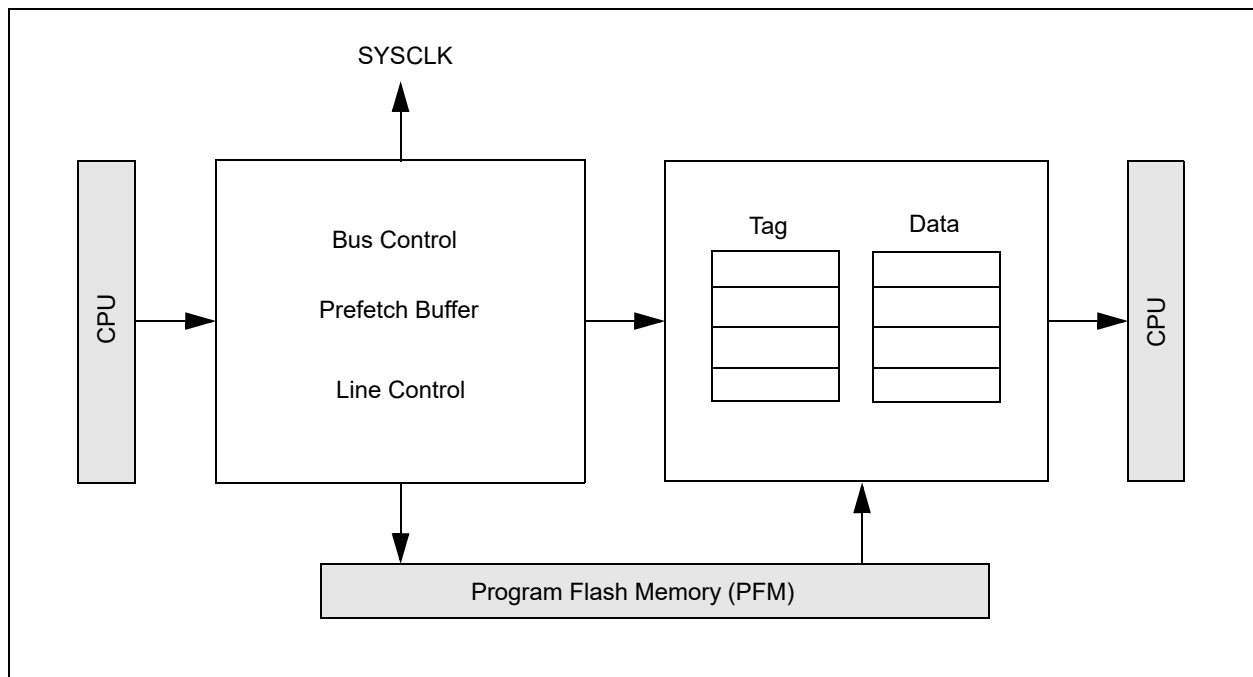 SYSCLK
CPU
Bus Control
Prefetch Buffer
Line Control
Tag
Data
CPU
Program Flash Memory (PFM)